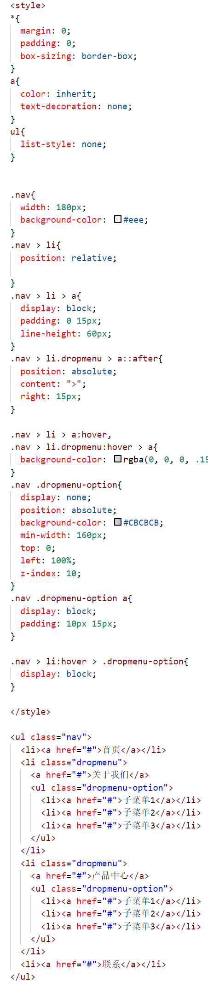 <style>
*{
margin: 0;
padding: 0;
box-sizing: border-box;
}
a{
color: inherit;
text-decoration: none;
}
ul{
list-style: none;
}
.nav{
width: 180px;
background-color: #eee;
}
.nav > li{
position: relative;
}
.nav > li > a{
display: block;
padding: 0 15px;
line-height: 60px;
}
.nav > li.dropmenu > a::after{
position: absolute;
content: ">";
right: 15px;
}
.nav > li > a:hover,
.nav > li.dropmenu:hover > a{
background-color: rgba(0, 0, 0, .15
}
.nav .dropmenu-option{
display: none;
position: absolute;
background-color: #CBCBCB;
min-width: 160px;
top: 0;
left: 100%;
z-index: 10;
}
.nav .dropmenu-option a{
display: block;
padding: 10px 15px;
}
.nav > li:hover > .dropmenu-option{
display: block;
}
</style>
<ul class="nav">
<li><a href="#">首页</a></li>
<li class="dropmenu">
<a href="#">关于我们</a>
<ul class="dropmenu-option">
<li><a href="#">子菜单1</a></li>
<li><a href="#">子菜单2</a></li>
<li><a href="#">子菜单3</a></li>
</ul>
</li>
<li class="dropmenu">
<a href="#">产品中心</a>
<ul class="dropmenu-option">
<li><a href="#">子菜单1</a></li>
<li><a href="#">子菜单2</a></li>
<li><a href="#">子菜单3</a></li>
</ul>
</li>
<li><a href="#">联系</a></li>
</ul>